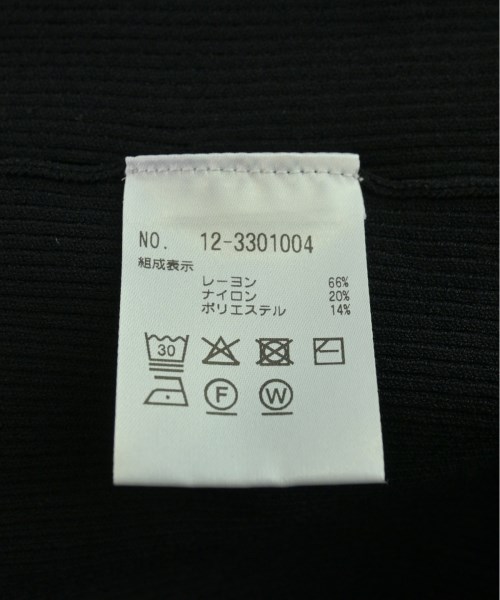 NO. 12-3301004
組成表示
レーヨン 66%
ナイロン 20%
ポリエステル 14%
30
F W